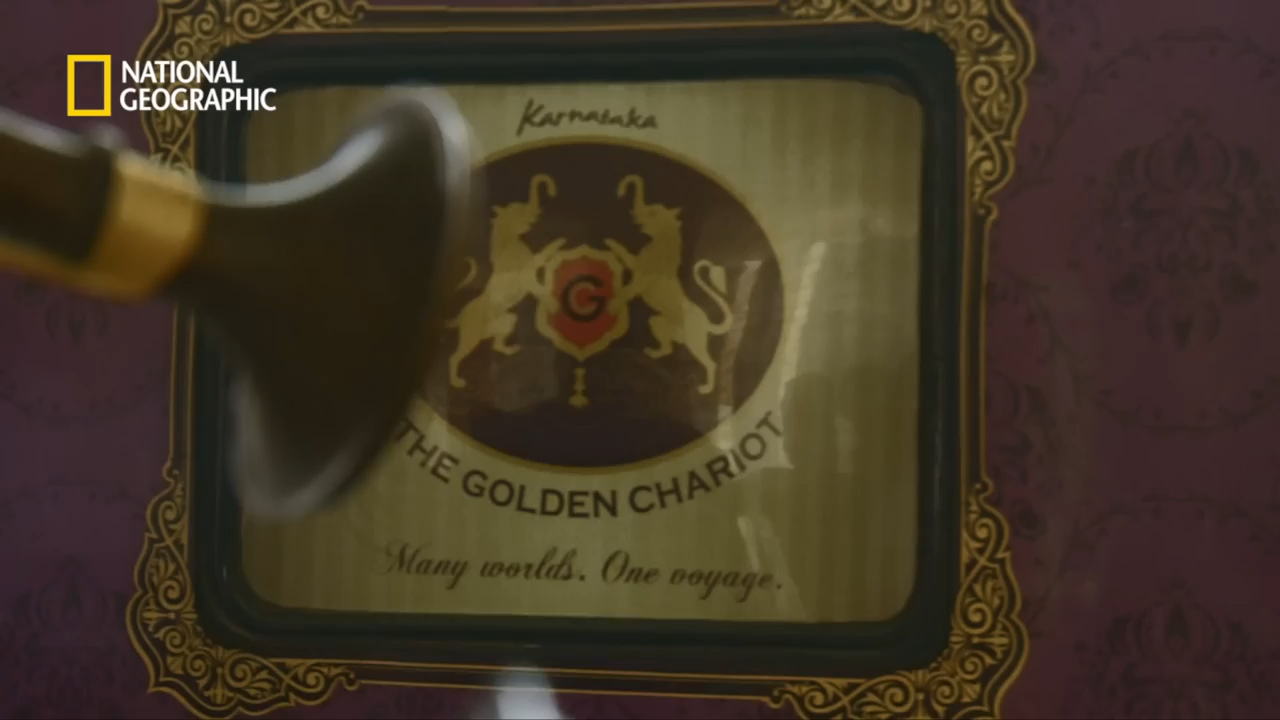 NATIONAL
GEOGRAPHIC
Karnataka
G
THE GOLDEN CHARIOT
Many worlds. One voyage.